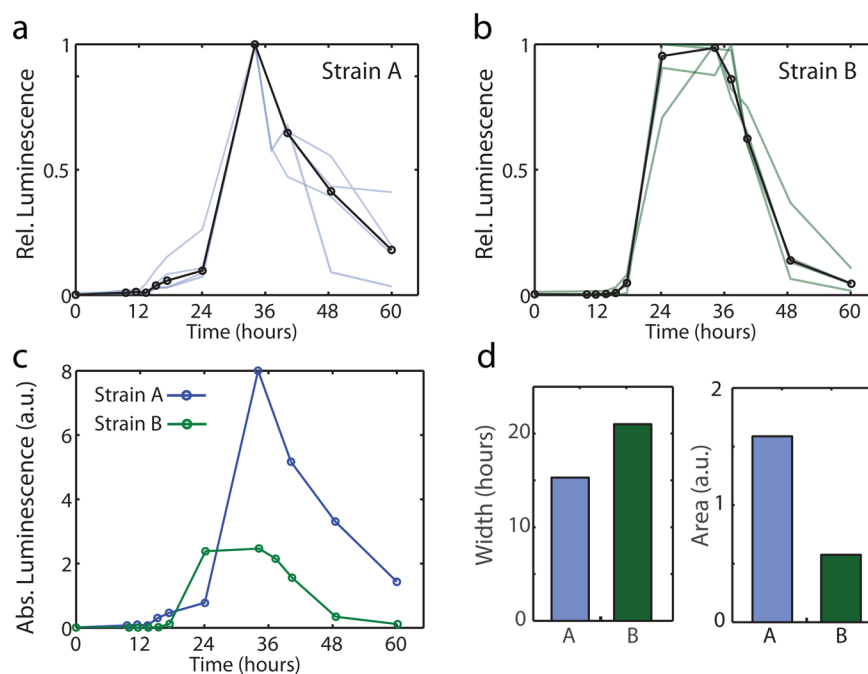 a
Strain A
Rel. Luminescence
1
0.5
0
0 12 24 36 48 60
Time (hours)
b
Strain B
Rel. Luminescence
1
0.5
0
0 12 24 36 48 60
Time (hours)
c
Strain A
Strain B
Abs. Luminescence (a.u.)
8
6
4
2
0
0 12 24 36 48 60
Time (hours)
d
Width (hours)
20
10
0
A B
Area (a.u.)
2
1
0
A B